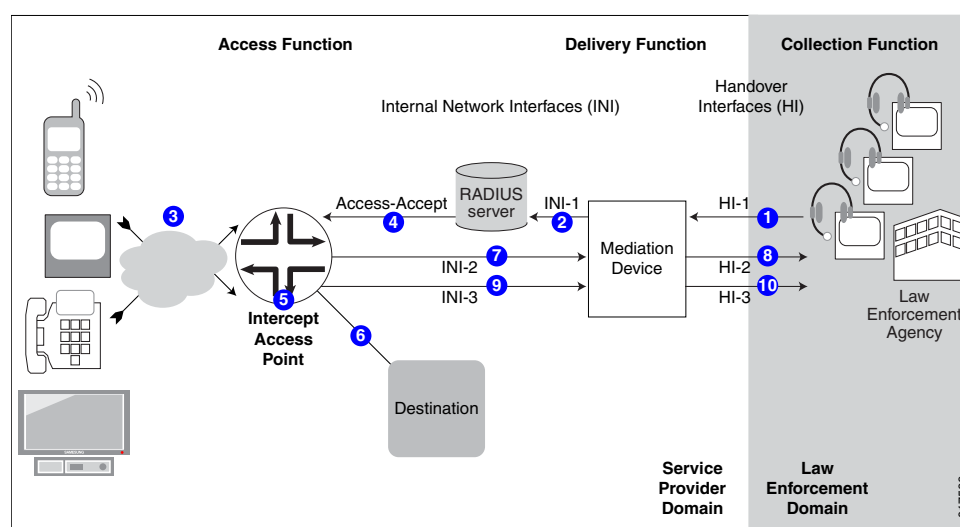 Access Function
Delivery Function
Collection Function
Internal Network Interfaces (INI)
Handover
Interfaces (HI)
3
Access-Accept
4
RADIUS
server
INI-1
2
HI-1
1
Mediation
Device
7
INI-2
8
HI-2
9
INI-3
10
HI-3
5
Intercept
Access
Point
6
Law
Enforcement
Agency
Destination
SAMSUNG
Service
Provider
Domain
Law
Enforcement
Domain